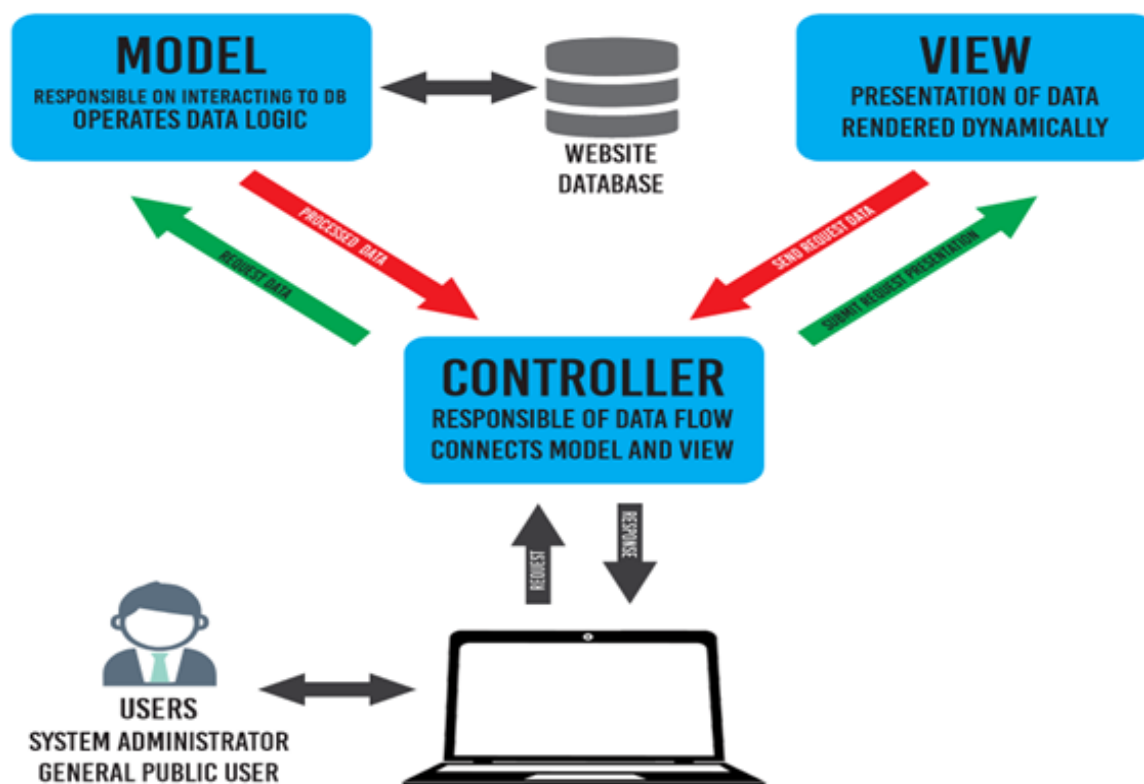 MODEL
RESPONSIBLE ON INTERACTING TO DB
OPERATES DATA LOGIC
VIEW
PRESENTATION OF DATA
RENDERED DYNAMICALLY
WEBSITE
DATABASE
PROCESSED DATA
REQUEST DATA
SEND REQUEST DATA
SUBMIT REQUEST PRESENTATION
CONTROLLER
RESPONSIBLE OF DATA FLOW
CONNECTS MODEL AND VIEW
REQUEST
RESPONSE
USERS
SYSTEM ADMINISTRATOR
GENERAL PUBLIC USER